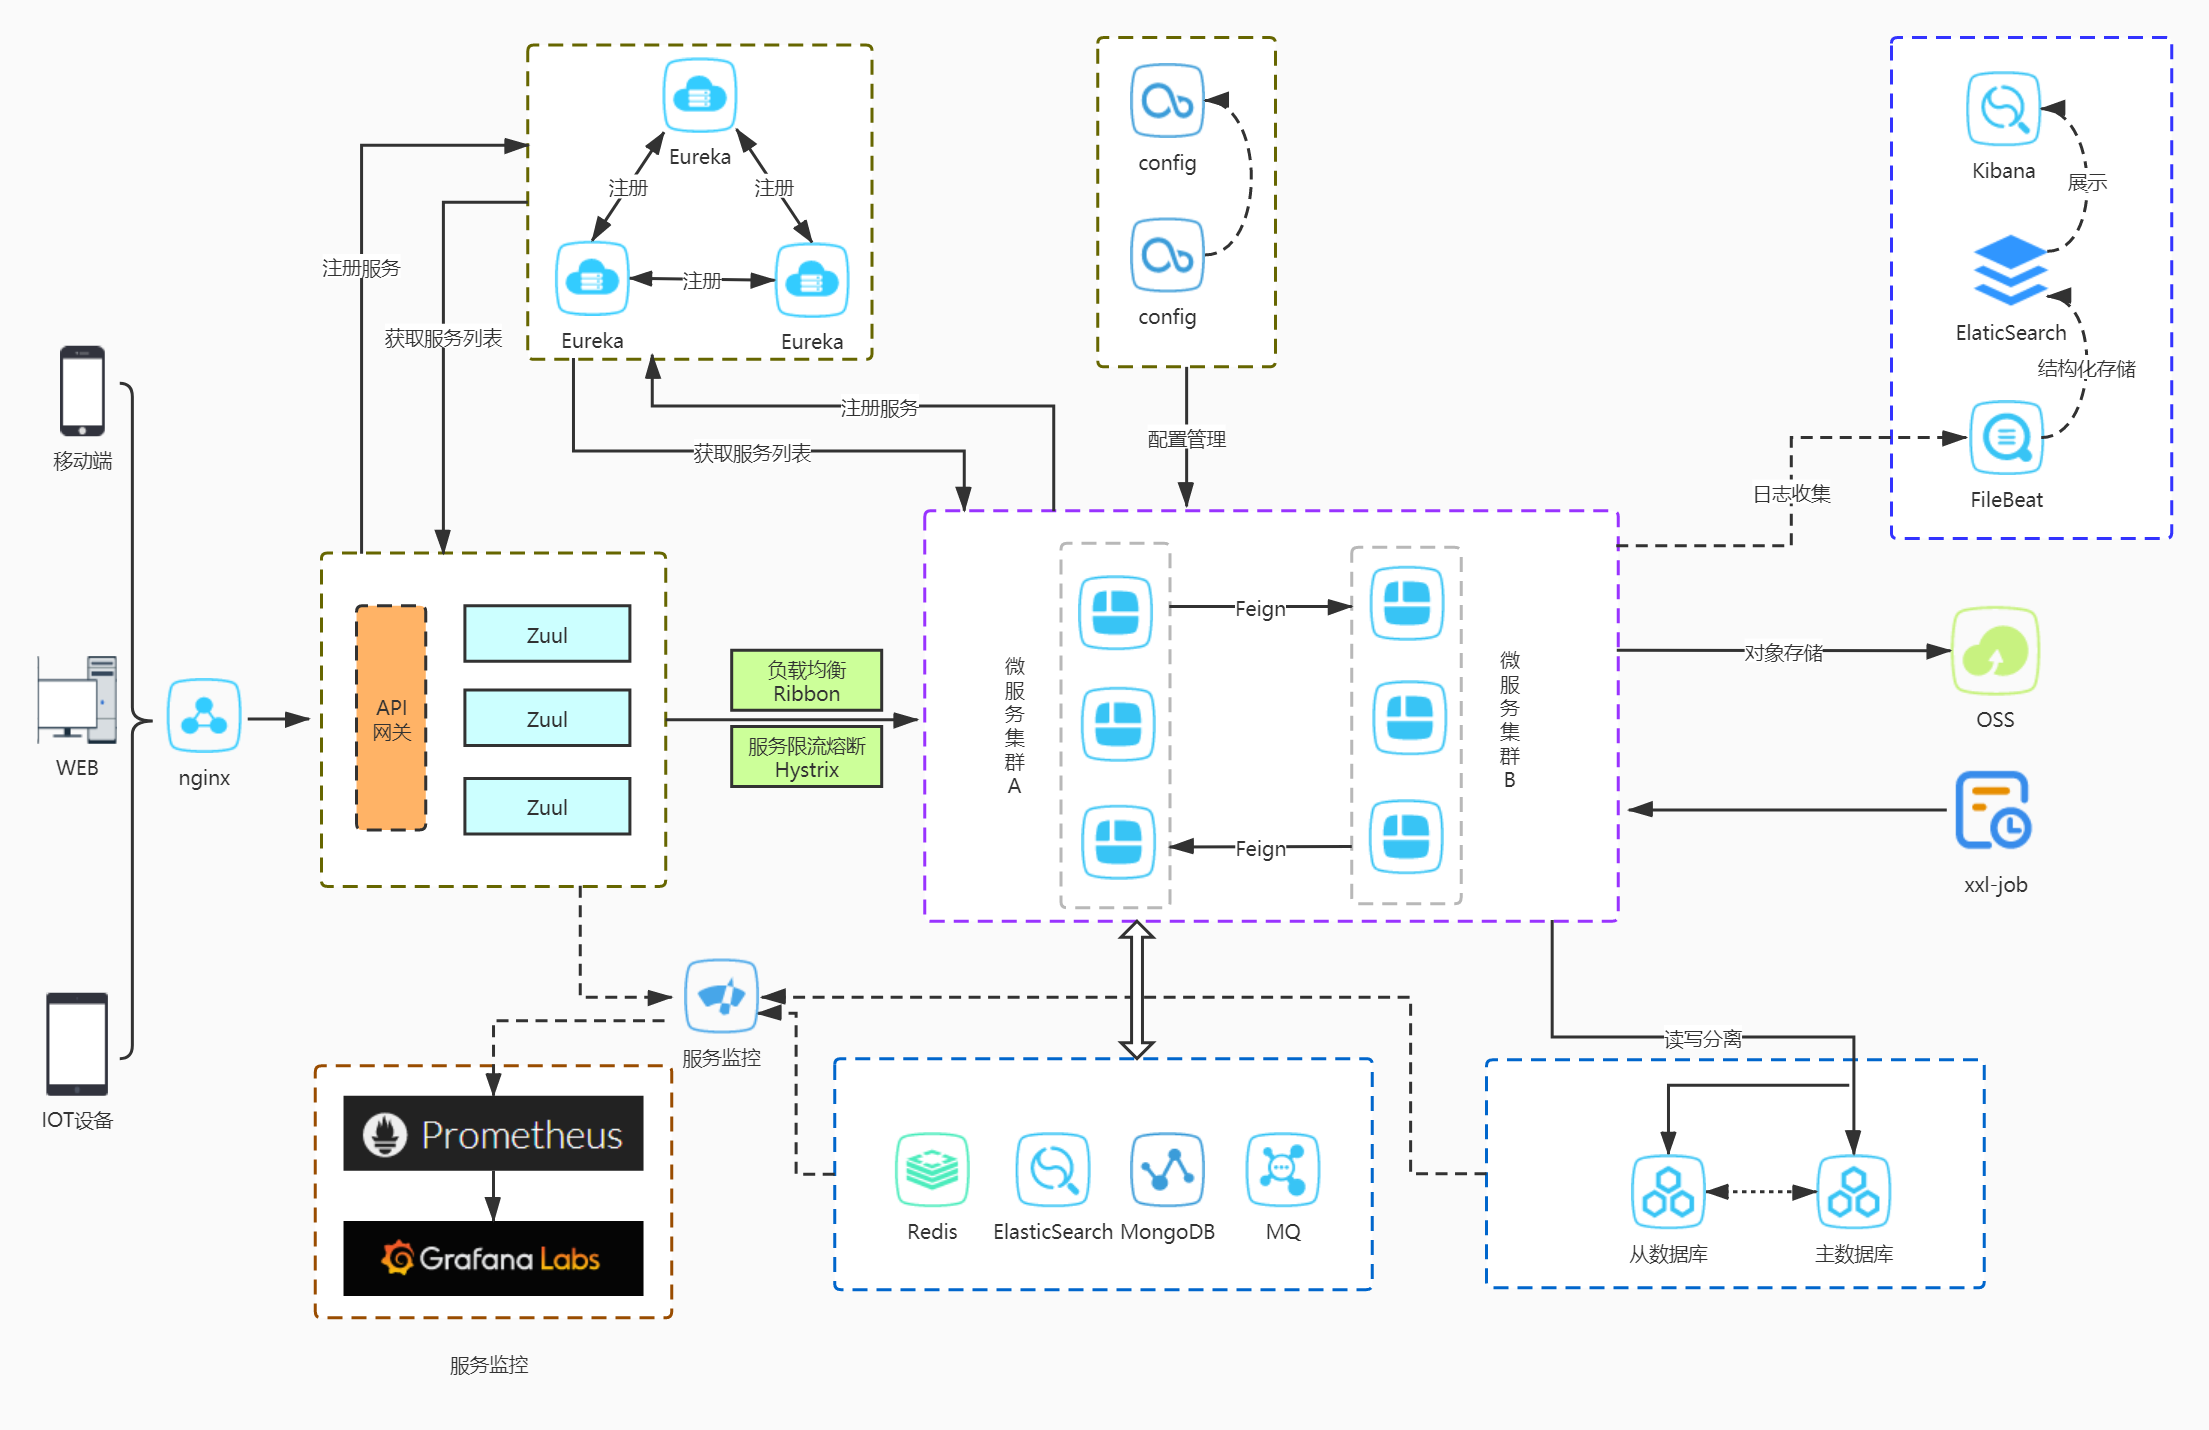 Eureka
注册
注册
Eureka
注册
Eureka
config
config
Kibana
展示
ElaticSearch
结构化存储
FileBeat
注册服务
获取服务列表
注册服务
获取服务列表
配置管理
日志收集
移动端
WEB
IOT设备
nginx
API
网关
Zuul
Zuul
Zuul
负载均衡
Ribbon
服务限流熔断
Hystrix
微
服
务
集
群
A
Feign
Feign
微
服
务
集
群
B
对象存储
OSS
xxl-job
服务监控
读写分离
Prometheus
Grafana Labs
服务监控
Redis
ElasticSearch
MongoDB
MQ
从数据库
主数据库